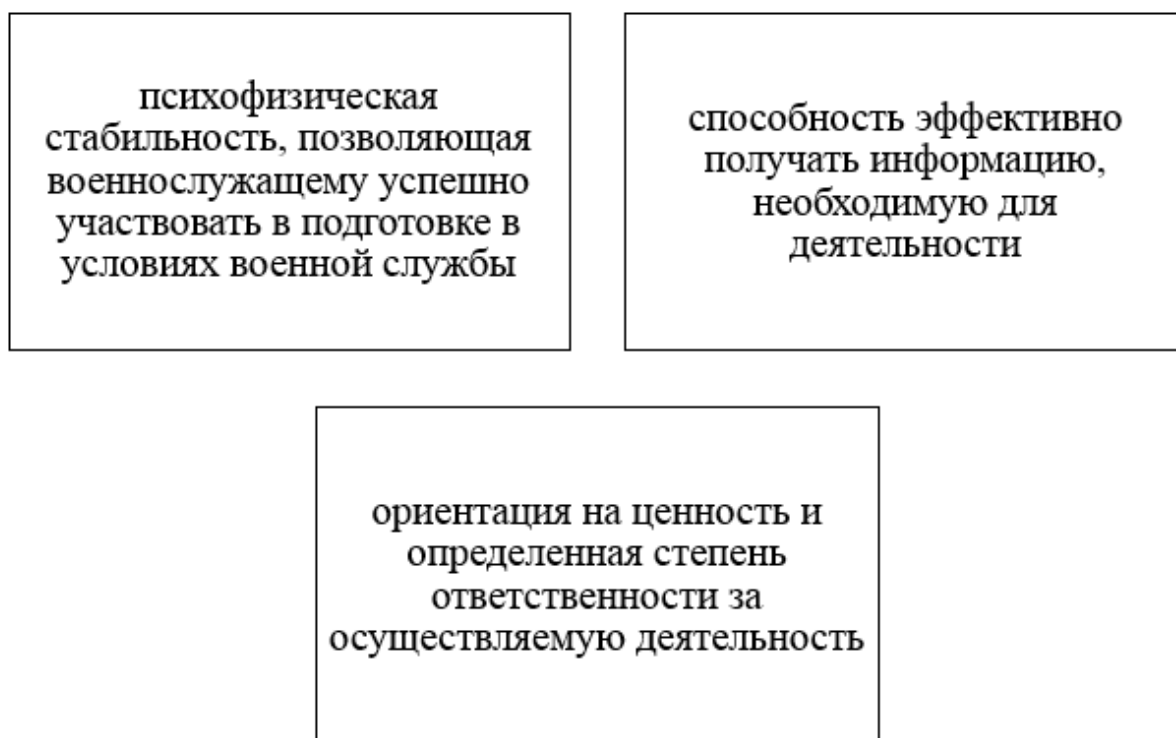 психофизическая
стабильность, позволяющая
военнослужащему успешно
участвовать в подготовке в
условиях военной службы
способность эффективно
получать информацию,
необходимую для
деятельности
ориентация на ценность и
определенная степень
ответственности за
осуществляемую деятельность